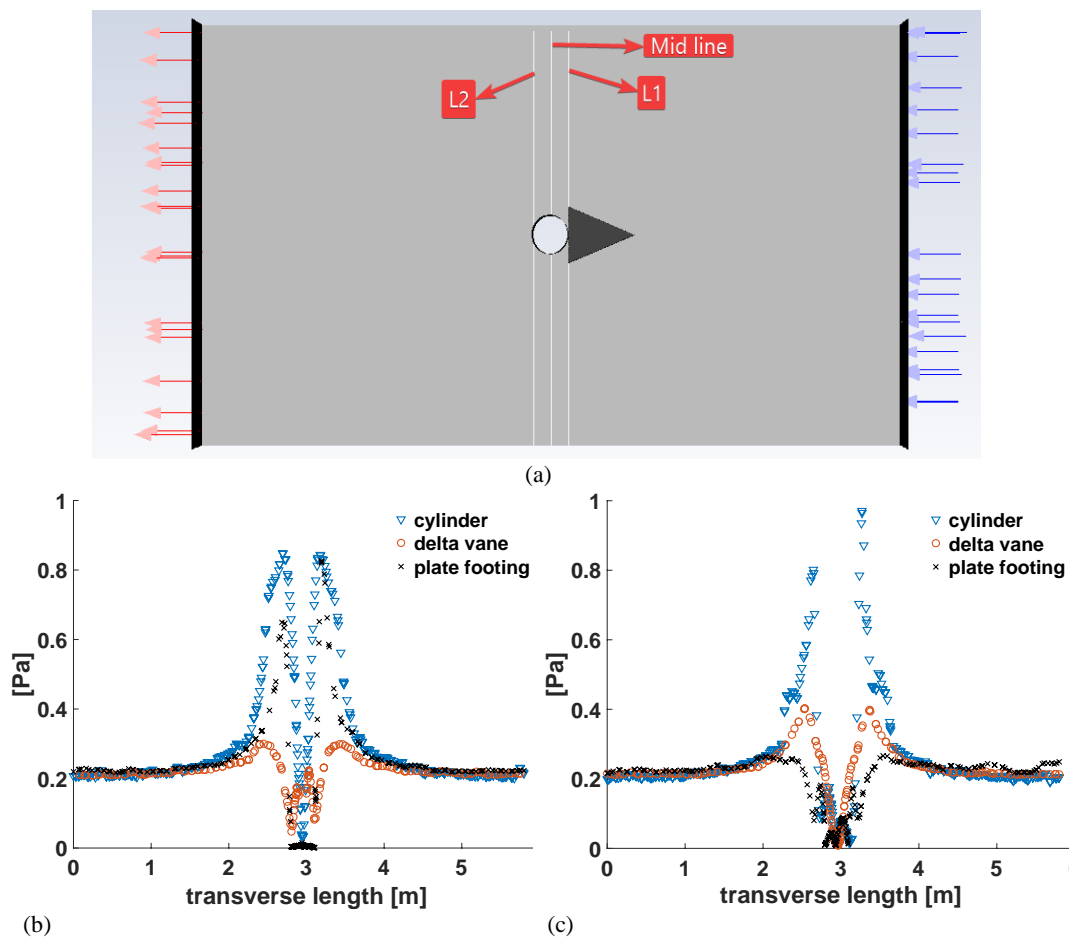 Mid line
L2
L1
(a)
1
0.8
0.6
0.4
0.2
0
[Pa]
cylinder
delta vane
plate footing
0 1 2 3 4 5
transverse length [m]
(b)
1
0.8
0.6
0.4
0.2
0
[Pa]
cylinder
delta vane
plate footing
0 1 2 3 4 5
transverse length [m]
(c)